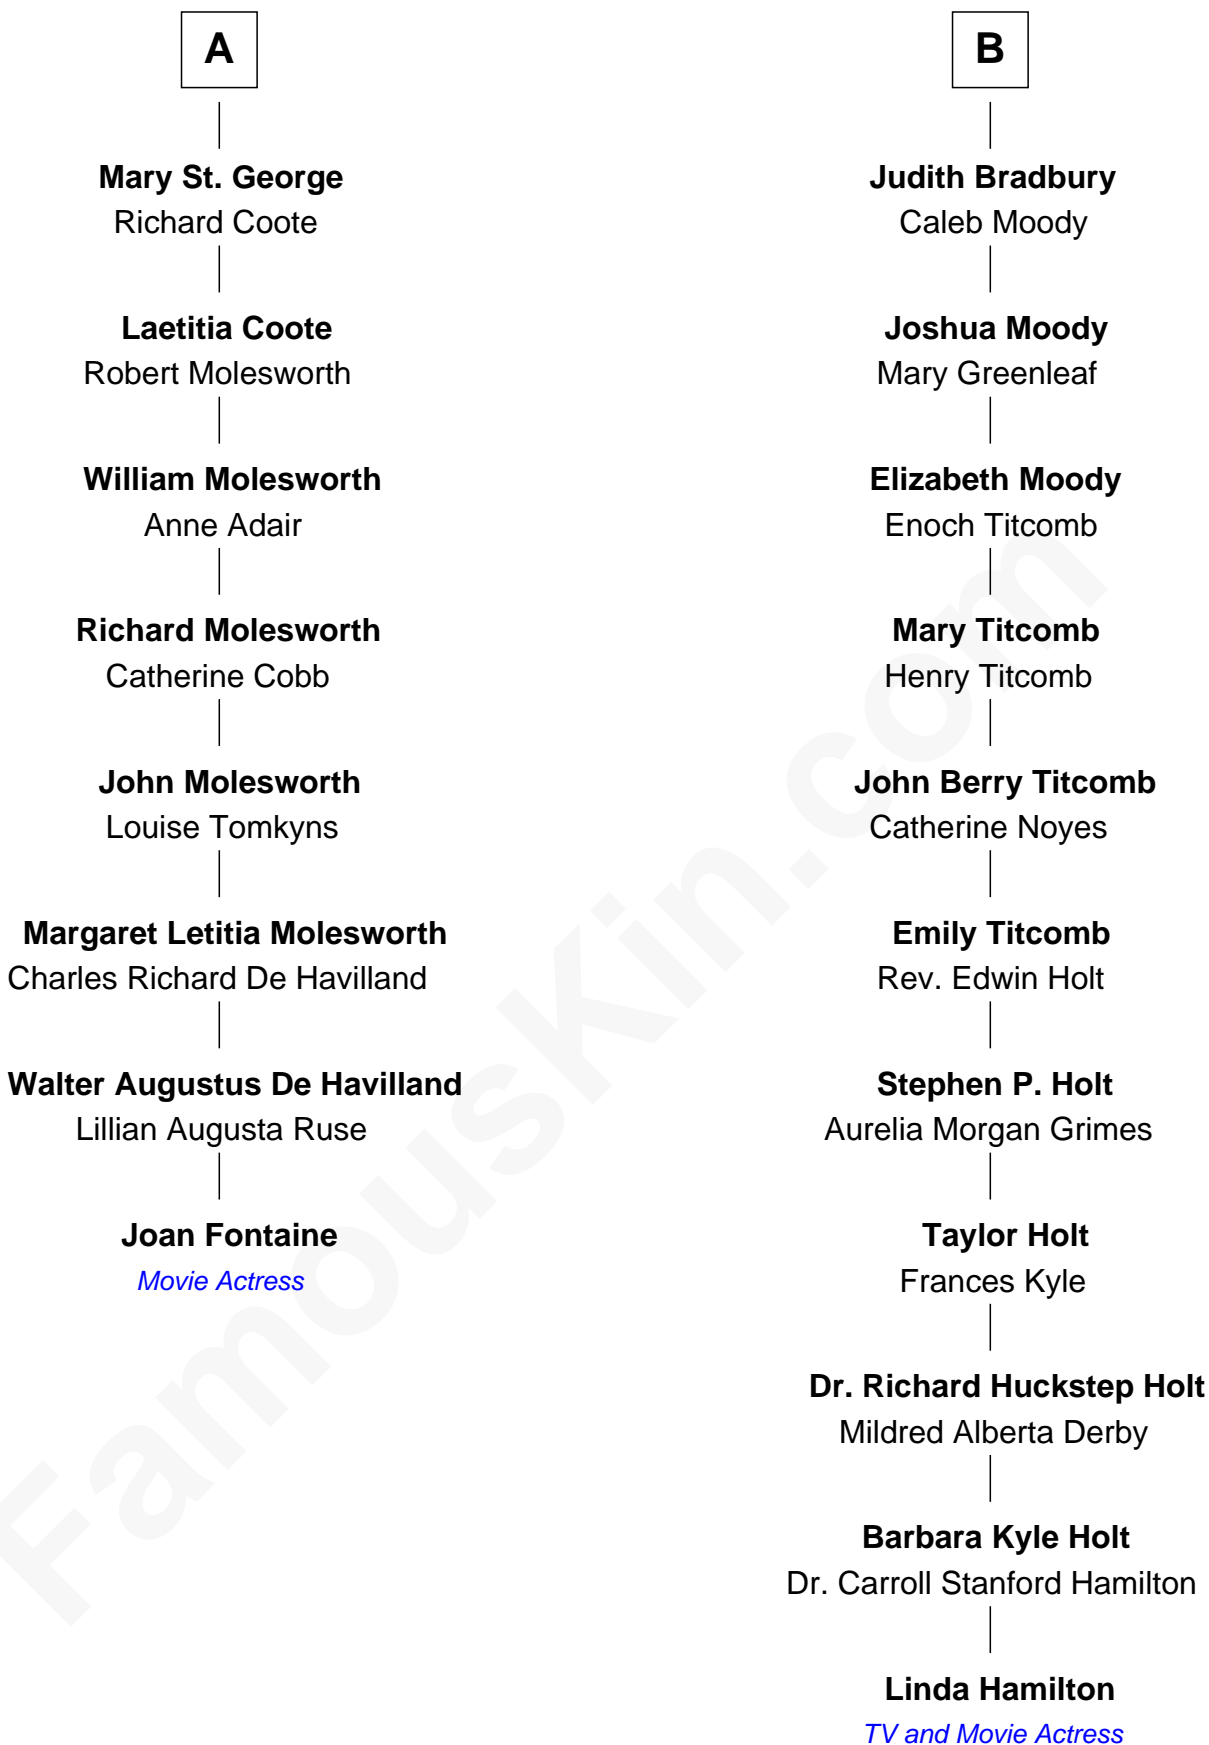 A
Mary St. George
Richard Coote
Laetitia Coote
Robert Molesworth
William Molesworth
Anne Adair
Richard Molesworth
Catherine Cobb
John Molesworth
Louise Tomkyns
Margaret Letitia Molesworth
Charles Richard De Havilland
Walter Augustus De Havilland
Lillian Augusta Ruse
Joan Fontaine
Movie Actress
B
Judith Bradbury
Caleb Moody
Joshua Moody
Mary Greenleaf
Elizabeth Moody
Enoch Titcomb
Mary Titcomb
Henry Titcomb
John Berry Titcomb
Catherine Noyes
Emily Titcomb
Rev. Edwin Holt
Stephen P. Holt
Aurelia Morgan Grimes
Taylor Holt
Frances Kyle
Dr. Richard Huckstep Holt
Mildred Alberta Derby
Barbara Kyle Holt
Dr. Carroll Stanford Hamilton
Linda Hamilton
TV and Movie Actress
FamousKin.com